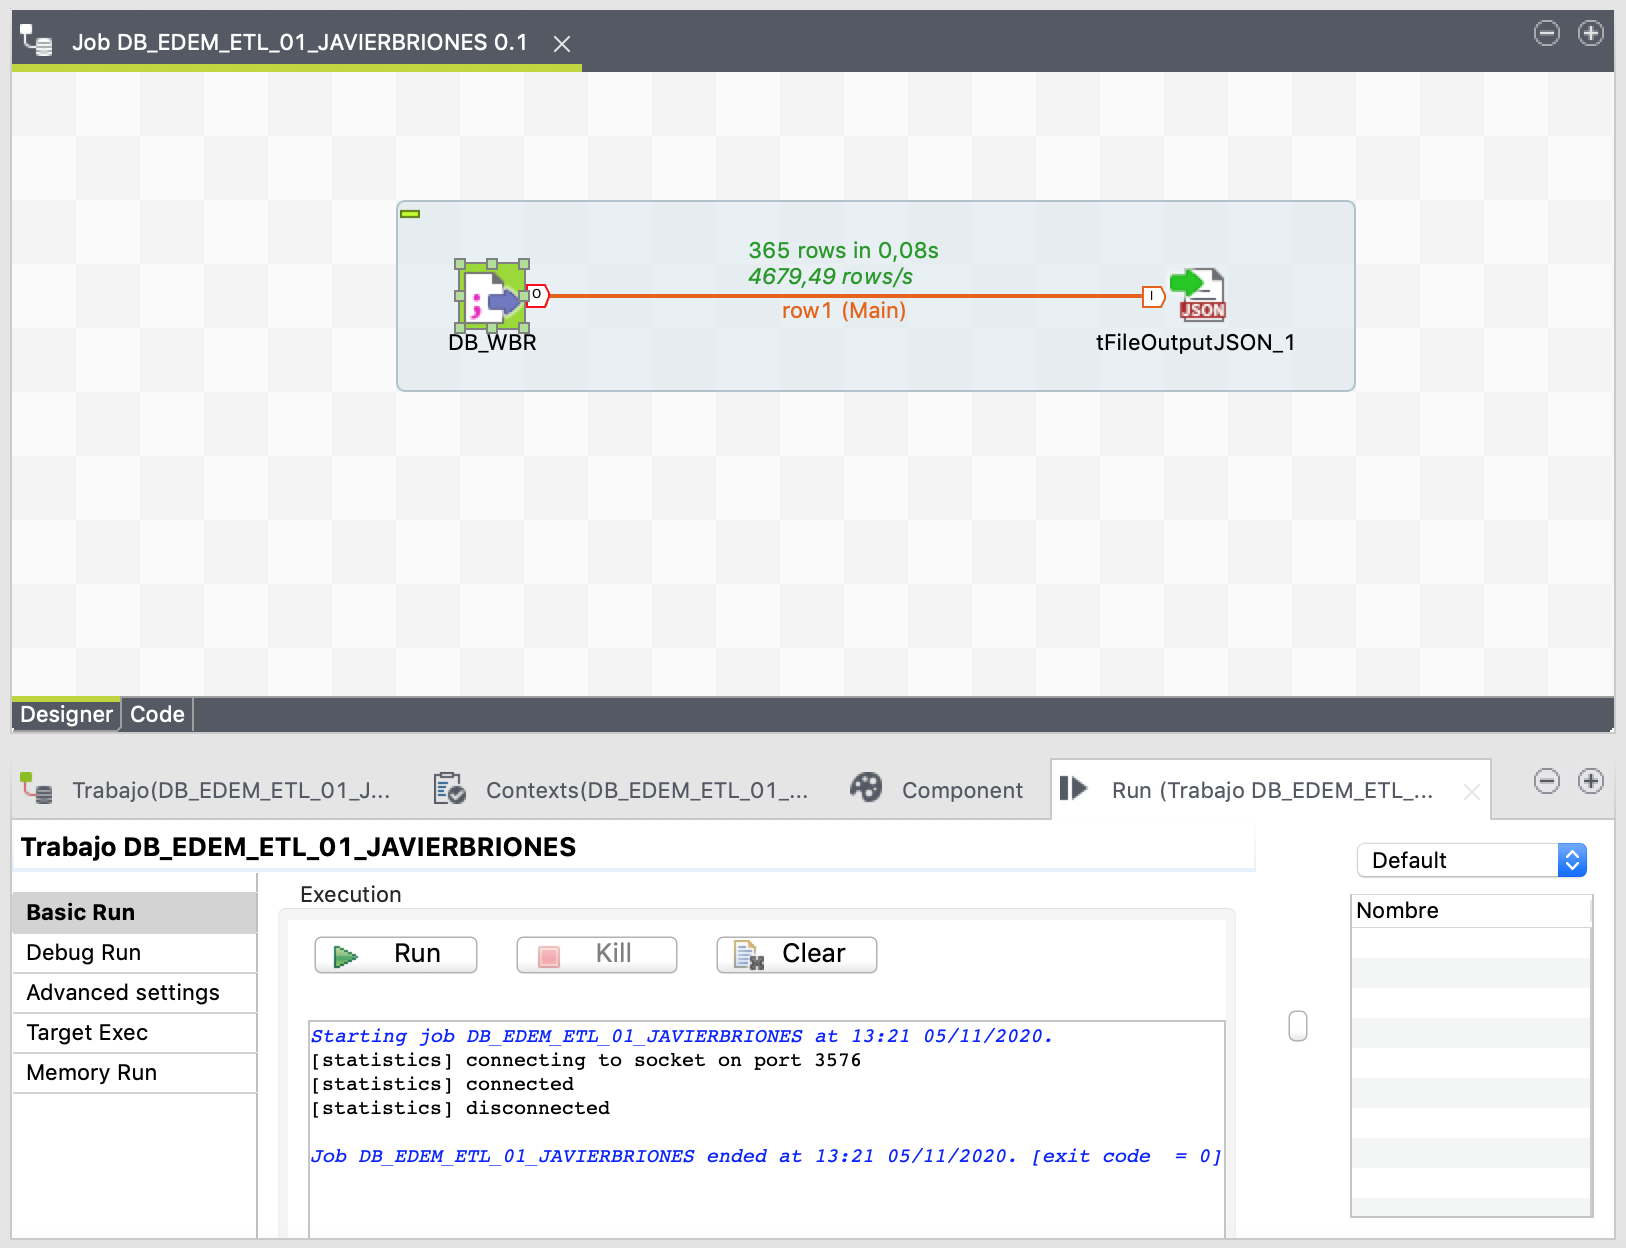 Job DB_EDEM_ETL_01_JAVIERBRIONES 0.1
365 rows in 0,08s
4679,49 rows/s
row1 (Main)
O
I
;
JSON
DB_WBR
tFileOutputJSON_1
Designer
Code
Trabajo(DB_EDEM_ETL_01_J...
Contexts(DB_EDEM_ETL_01_...
Component
Run (Trabajo DB_EDEM_ETL_...
Trabajo DB_EDEM_ETL_01_JAVIERBRIONES
Default
Basic Run
Debug Run
Advanced settings
Target Exec
Memory Run
Execution
Run
Kill
Clear
Starting job DB_EDEM_ETL_01_JAVIERBRIONES at 13:21 05/11/2020.
[statistics] connecting to socket on port 3576
[statistics] connected
[statistics] disconnected
Job DB_EDEM_ETL_01_JAVIERBRIONES ended at 13:21 05/11/2020. [exit code  = 0]
Nombre